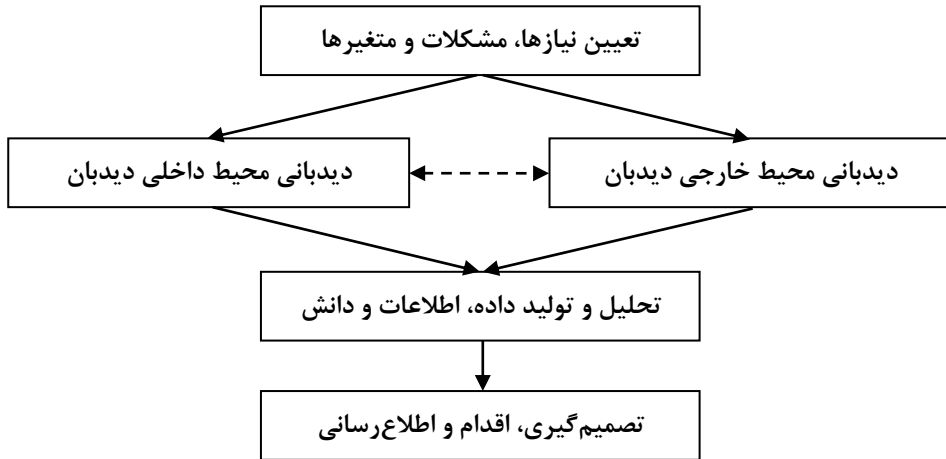 تعیین نیازها، مشکلات و متغیرها
دیدبانی محیط خارجی دیدبان
دیدبانی محیط داخلی دیدبان
تحلیل و تولید داده، اطلاعات و دانش
تصمیم‌گیری، اقدام و اطلاع‌رسانی